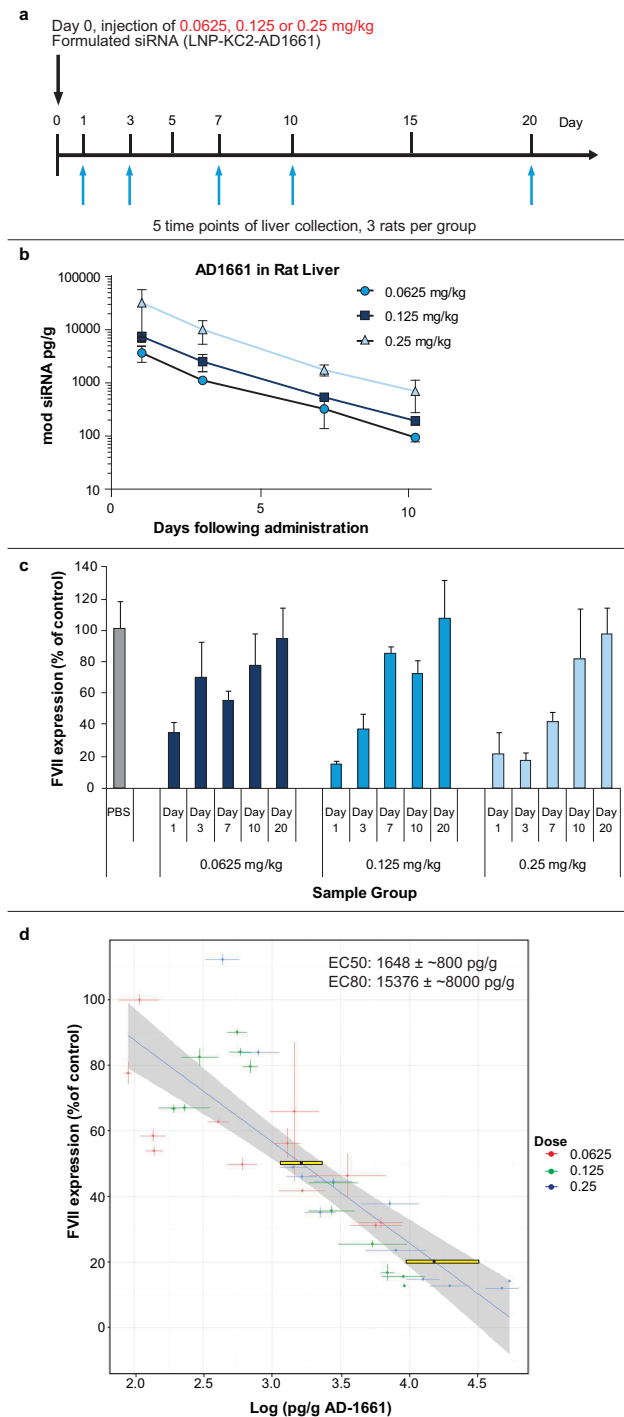 a
Day 0, injection of 0.0625, 0.125 or 0.25 mg/kg
Formulated siRNA (LNP-KC2-AD1661)
0 1 3 5 7 10 15 20 Day
5 time points of liver collection, 3 rats per group
b
AD1661 in Rat Liver
mod siRNA pg/g
100000
10000
1000
100
10
0 5 10
Days following administration
0.0625 mg/kg
0.125 mg/kg
0.25 mg/kg
c
FVII expression (% of control)
140
120
100
80
60
40
20
0
PBS Day 1 Day 3 Day 7 Day 10 Day 20 Day 1 Day 3 Day 7 Day 10 Day 20 Day 1 Day 3 Day 7 Day 10 Day 20
0.0625 mg/kg 0.125 mg/kg 0.25 mg/kg
Sample Group
d
EC50: 1648 ± ~800 pg/g
EC80: 15376 ± ~8000 pg/g
FVII expression (%of control)
100
80
60
40
20
0
2.0 2.5 3.0 3.5 4.0 4.5
Log (pg/g AD-1661)
Dose
0.0625
0.125
0.25